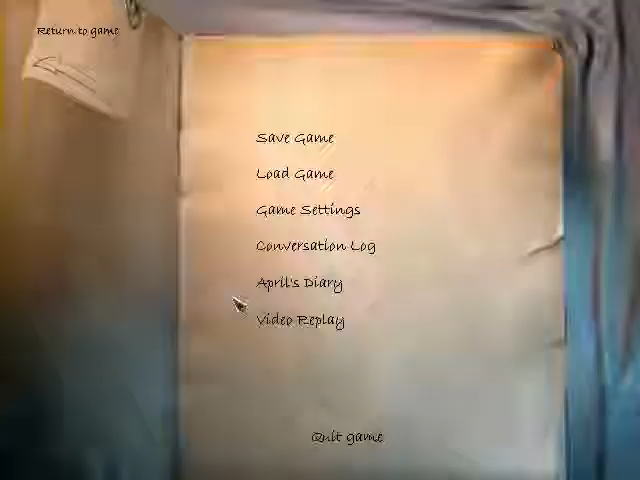 Return to game
Save Game
Load Game
Game Settings
Conversation Log
April's Diary
Video Replay
Quit game